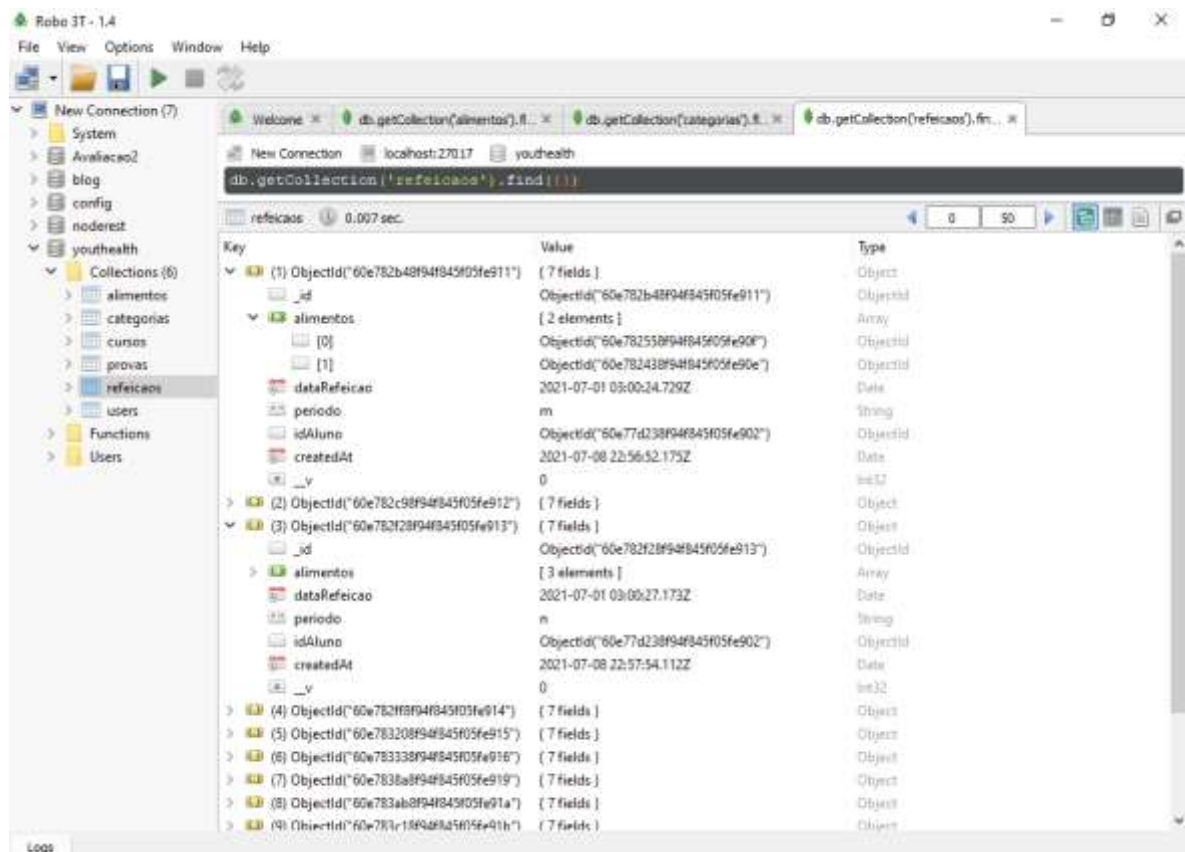 Robo 3T - 1.4
File View Options Window Help
New Connection (7)
System
Avaliacao2
blog
config
noderest
youthealth
Collections (6)
alimentos
categorias
cursos
provas
refeicaos
users
Functions
Users
Welcome × db.getCollection('alimentos').fi... × db.getCollection('categorias').fi... × db.getCollection('refeicaos').fin... ×
New Connection localhost:27017 youthealth
db.getCollection('refeicaos').find({})
refeicaos 0.007 sec. 0 50
Key Value Type
(1) ObjectId("60e782b48f94f845f05fe911") { 7 fields } Object
_id ObjectId("60e782b48f94f845f05fe911") ObjectId
alimentos [ 2 elements ] Array
[0] ObjectId("60e782558f94f845f05fe90f") ObjectId
[1] ObjectId("60e782438f94f845f05fe90e") ObjectId
dataRefeicao 2021-07-01 03:00:24.729Z Date
periodo m String
idAluno ObjectId("60e77d238f94f845f05fe902") ObjectId
createdAt 2021-07-08 22:56:52.175Z Date
__v 0 Int32
(2) ObjectId("60e782c98f94f845f05fe912") { 7 fields } Object
(3) ObjectId("60e782f28f94f845f05fe913") { 7 fields } Object
_id ObjectId("60e782f28f94f845f05fe913") ObjectId
alimentos [ 3 elements ] Array
dataRefeicao 2021-07-01 03:00:27.173Z Date
periodo n String
idAluno ObjectId("60e77d238f94f845f05fe902") ObjectId
createdAt 2021-07-08 22:57:54.112Z Date
__v 0 Int32
(4) ObjectId("60e782ff8f94f845f05fe914") { 7 fields } Object
(5) ObjectId("60e783208f94f845f05fe915") { 7 fields } Object
(6) ObjectId("60e783338f94f845f05fe916") { 7 fields } Object
(7) ObjectId("60e7838a8f94f845f05fe919") { 7 fields } Object
(8) ObjectId("60e783ab8f94f845f05fe91a") { 7 fields } Object
(9) ObjectId("60e783c18f94f845f05fe91b") { 7 fields } Object
Logs